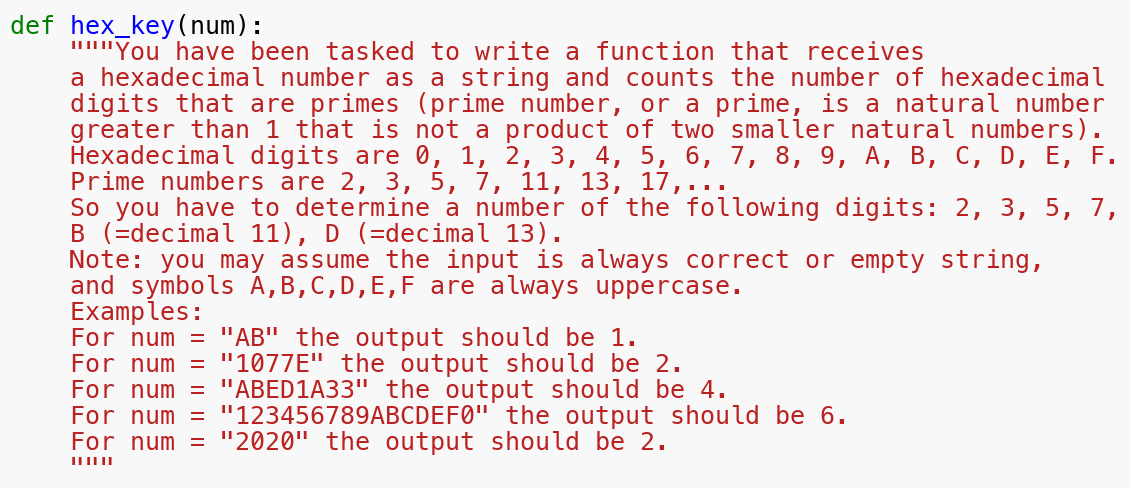 def hex_key(num):
    """You have been tasked to write a function that receives
    a hexadecimal number as a string and counts the number of hexadecimal
    digits that are primes (prime number, or a prime, is a natural number
    greater than 1 that is not a product of two smaller natural numbers).
    Hexadecimal digits are 0, 1, 2, 3, 4, 5, 6, 7, 8, 9, A, B, C, D, E, F.
    Prime numbers are 2, 3, 5, 7, 11, 13, 17,...
    So you have to determine a number of the following digits: 2, 3, 5, 7,
    B (=decimal 11), D (=decimal 13).
    Note: you may assume the input is always correct or empty string,
    and symbols A,B,C,D,E,F are always uppercase.
    Examples:
    For num = "AB" the output should be 1.
    For num = "1077E" the output should be 2.
    For num = "ABED1A33" the output should be 4.
    For num = "123456789ABCDEF0" the output should be 6.
    For num = "2020" the output should be 2.
    """